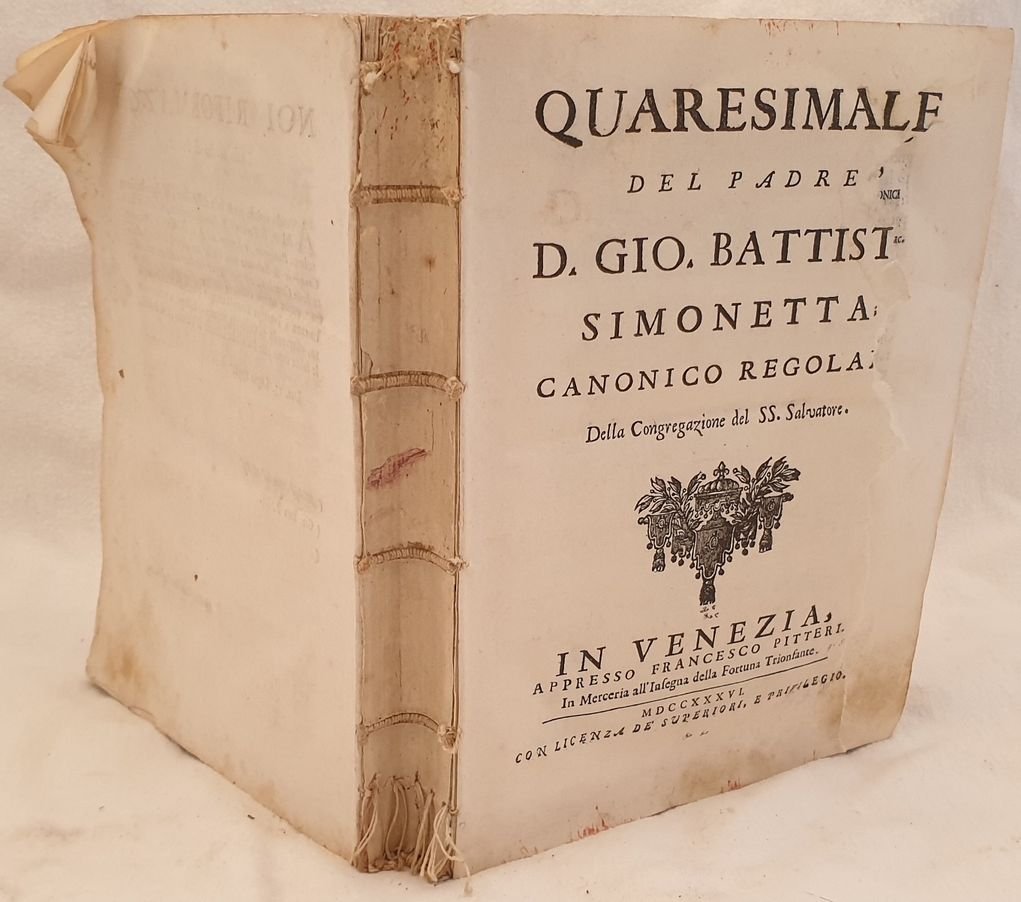 QUARESIMALE
DEL PADRE
D. GIO. BATTIST
SIMONETTA
CANONICO REGOLA
Della Congregazione del SS. Salvatore.
IN VENEZIA,
APPRESSO FRANCESCO PITTERI.
In Merceria all'Insegna della Fortuna Trionfante.
MDCCXXXVI.
CON LICENZA DE' SUPERIORI, E PRIVILEGIO.